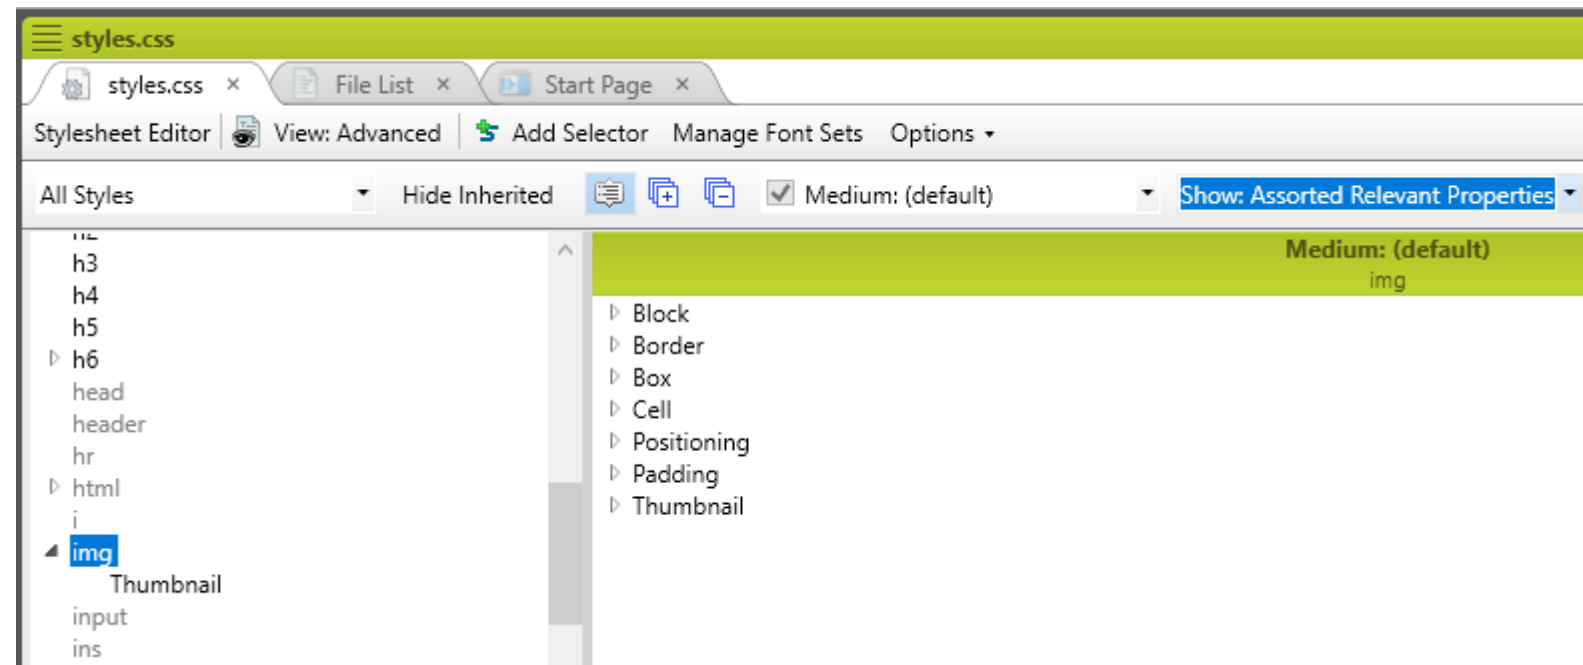 styles.css
styles.css × File List × Start Page ×
Stylesheet Editor View: Advanced Add Selector Manage Font Sets Options
All Styles Hide Inherited Medium: (default) Show: Assorted Relevant Properties
Medium: (default)
img
h3
h4
h5
h6
head
header
hr
html
i
img
Thumbnail
input
ins
Block
Border
Box
Cell
Positioning
Padding
Thumbnail